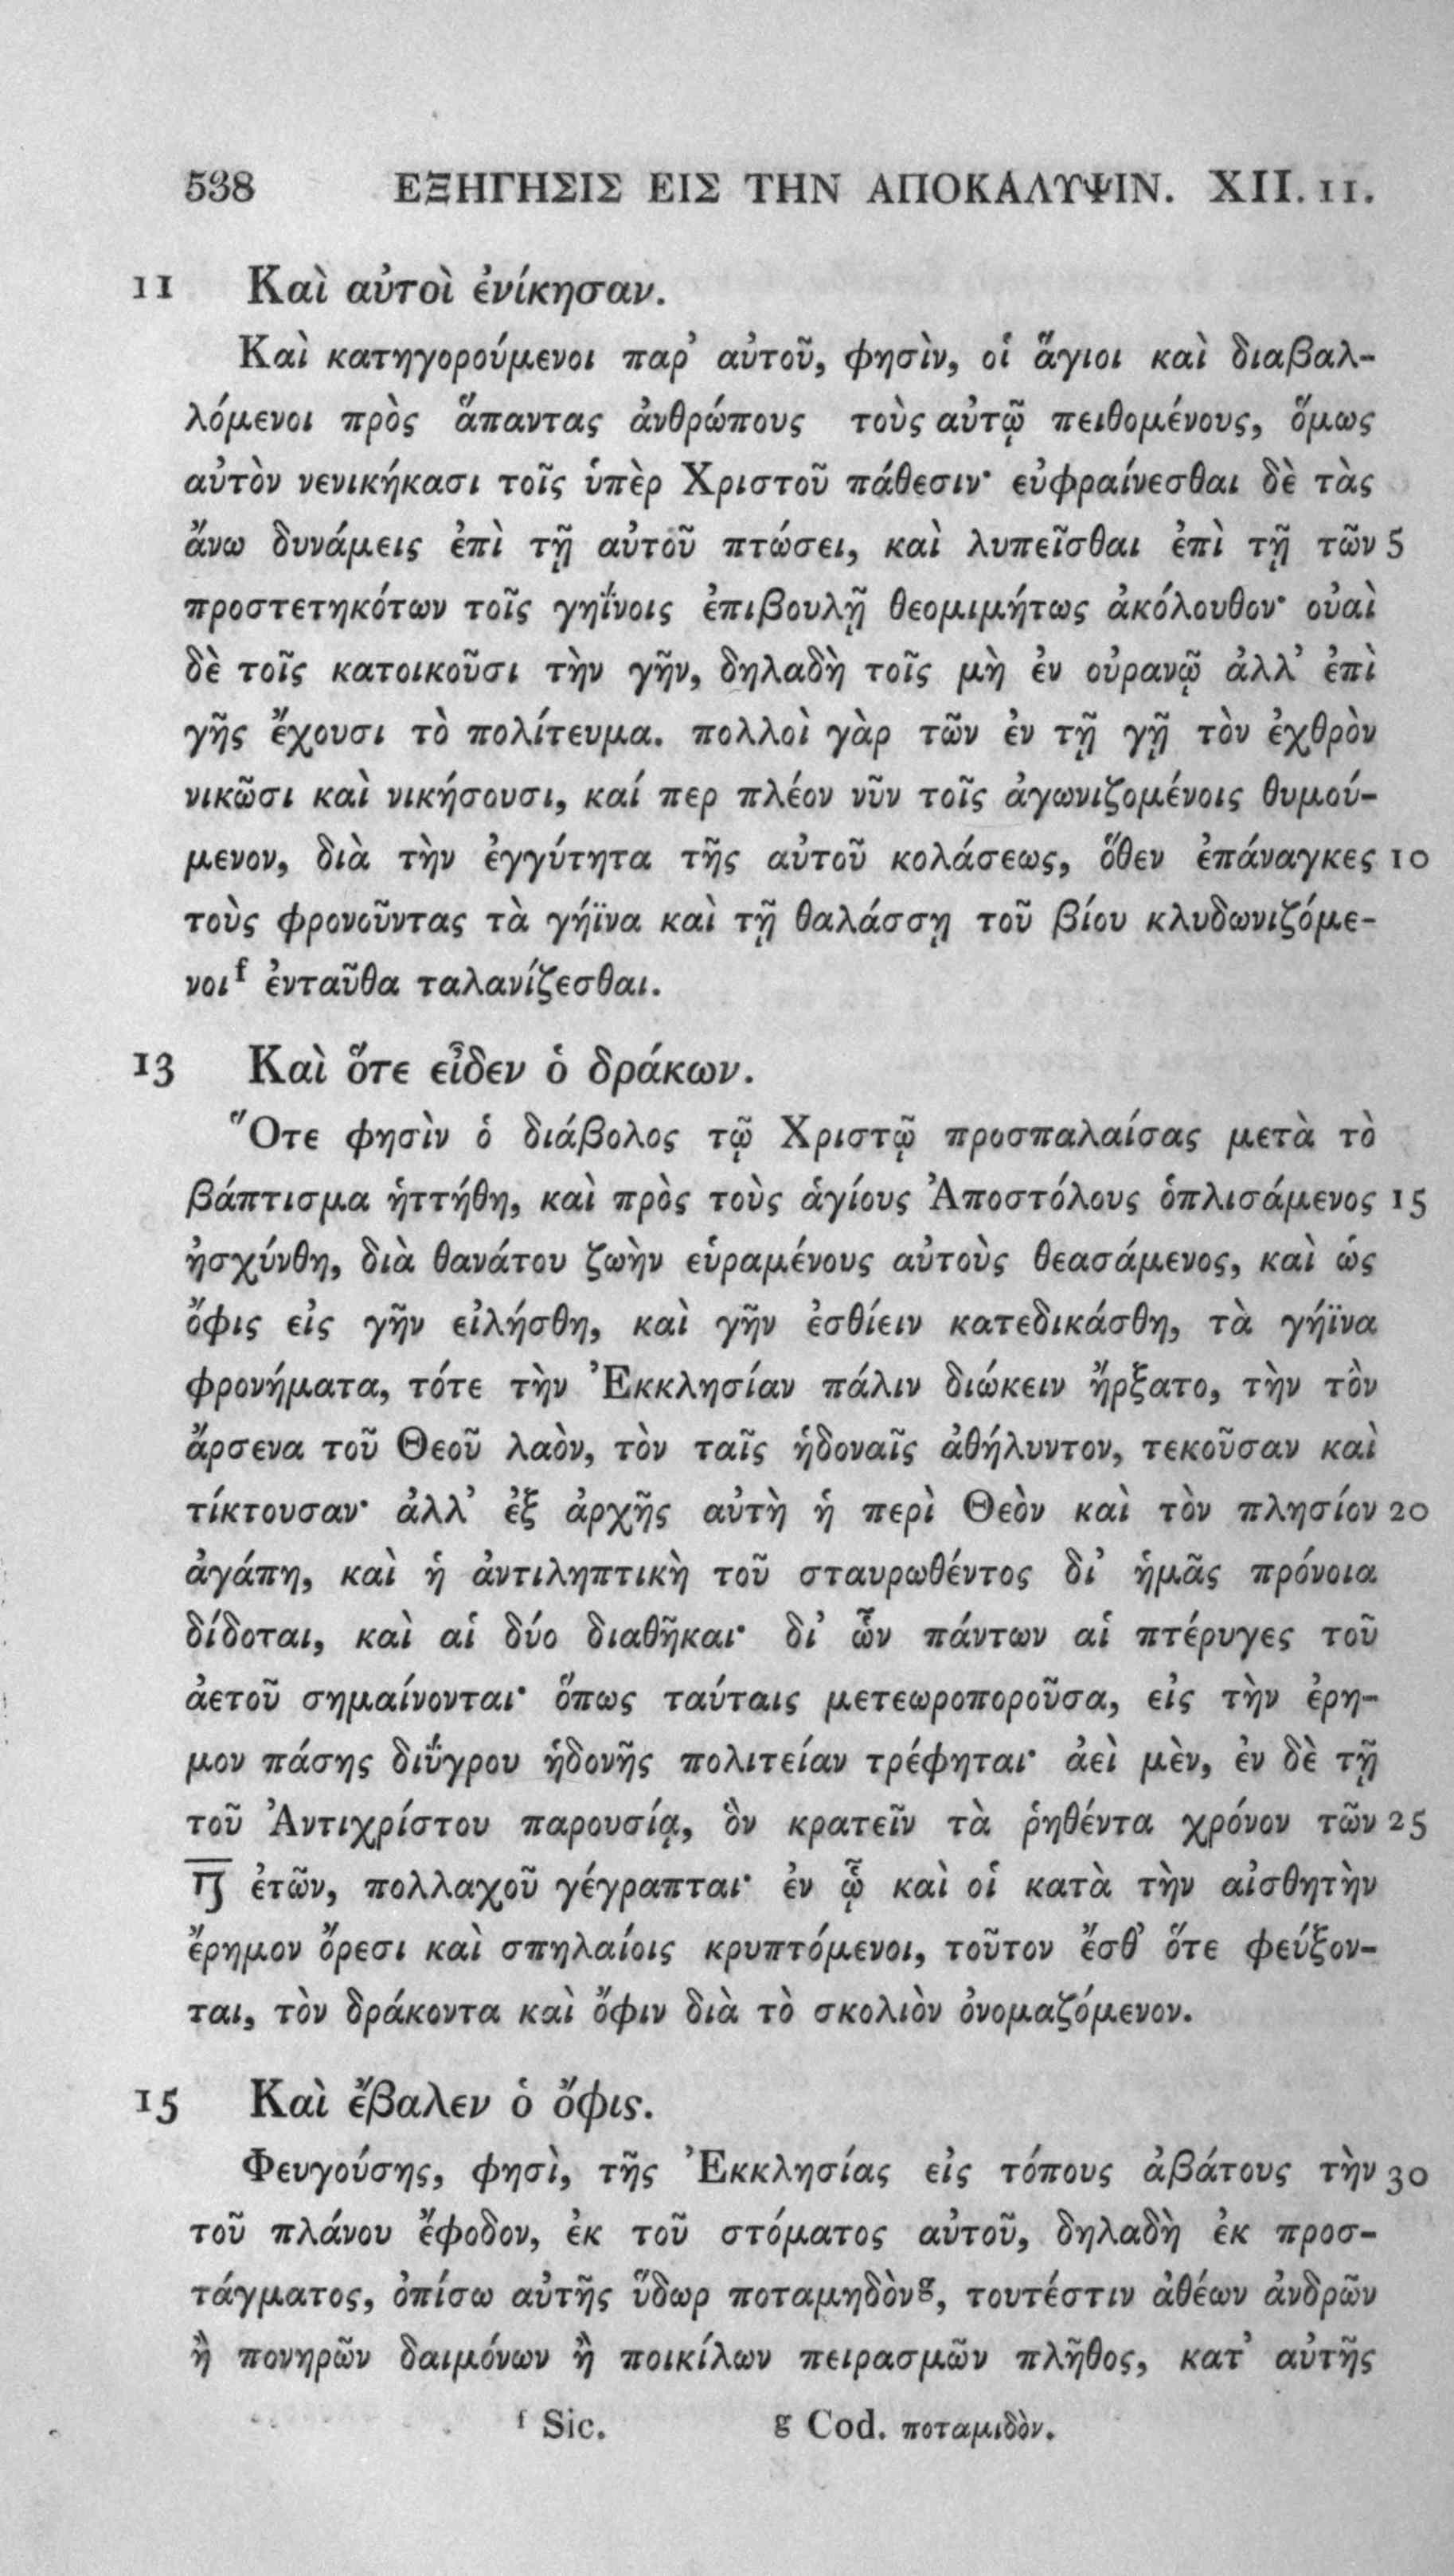 538 ΕΞΗΓΗΣΙΣ ΕΙΣ ΤΗΝ ΑΠΟΚΑΛΥΨΙΝ. XII. 11.
11 Καὶ αὐτοὶ ἐνίκησαν.
Καὶ κατηγορούμενοι παρ' αὐτοῦ, φησὶν, οἱ ἅγιοι καὶ διαβαλ-
λόμενοι πρὸς ἅπαντας ἀνθρώπους τοὺς αὐτῷ πειθομένους, ὅμως
αὐτὸν νενικήκασι τοῖς ὑπὲρ Χριστοῦ πάθεσιν· εὐφραίνεσθαι δὲ τὰς
ἄνω δυνάμεις ἐπὶ τῇ αὐτοῦ πτώσει, καὶ λυπεῖσθαι ἐπὶ τῇ τῶν 5
προστετηκότων τοῖς γηΐνοις ἐπιβουλῇ θεομιμήτως ἀκόλουθον· οὐαὶ
δὲ τοῖς κατοικοῦσι τὴν γῆν, δηλαδὴ τοῖς μὴ ἐν οὐρανῷ ἀλλ' ἐπὶ
γῆς ἔχουσι τὸ πολίτευμα. πολλοὶ γὰρ τῶν ἐν τῇ γῇ τὸν ἐχθρὸν
νικῶσι καὶ νικήσουσι, καί περ πλέον νῦν τοῖς ἀγωνιζομένοις θυμού-
μενον, διὰ τὴν ἐγγύτητα τῆς αὐτοῦ κολάσεως, ὅθεν ἐπάναγκες 10
τοὺς φρονοῦντας τὰ γήϊνα καὶ τῇ θαλάσσῃ τοῦ βίου κλυδωνιζόμε-
νοι f ἐνταῦθα ταλανίζεσθαι.
13 Καὶ ὅτε εἶδεν ὁ δράκων.
Ὅτε φησὶν ὁ διάβολος τῷ Χριστῷ προσπαλαίσας μετὰ τὸ
βάπτισμα ἡττήθη, καὶ πρὸς τοὺς ἁγίους Ἀποστόλους ὁπλισάμενος 15
ᾐσχύνθη, διὰ θανάτου ζωὴν εὑραμένους αὐτοὺς θεασάμενος, καὶ ὡς
ὄφις εἰς γῆν εἰλήσθη, καὶ γῆν ἐσθίειν κατεδικάσθη, τὰ γήϊνα
φρονήματα, τότε τὴν Ἐκκλησίαν πάλιν διώκειν ἤρξατο, τὴν τὸν
ἄρσενα τοῦ Θεοῦ λαὸν, τὸν ταῖς ἡδοναῖς ἀθήλυντον, τεκοῦσαν καὶ
τίκτουσαν· ἀλλ' ἐξ ἀρχῆς αὐτὴ ἡ περὶ Θεὸν καὶ τὸν πλησίον 20
ἀγάπη, καὶ ἡ ἀντιληπτικὴ τοῦ σταυρωθέντος δι' ἡμᾶς πρόνοια
δίδοται, καὶ αἱ δύο διαθῆκαι· δι' ὧν πάντων αἱ πτέρυγες τοῦ
ἀετοῦ σημαίνονται· ὅπως ταύταις μετεωροποροῦσα, εἰς τὴν ἐρη-
μον πάσης διΰγρου ἡδονῆς πολιτείαν τρέφηται· ἀεὶ μὲν, ἐν δὲ τῇ
τοῦ Ἀντιχρίστου παρουσίᾳ, ὃν κρατεῖν τὰ ῥηθέντα χρόνον τῶν 25
ἐτῶν, πολλαχοῦ γέγραπται· ἐν ᾧ καὶ οἱ κατὰ τὴν αἰσθητὴν
ἔρημον ὄρεσι καὶ σπηλαίοις κρυπτόμενοι, τοῦτον ἔσθ' ὅτε φεύξον-
ται, τὸν δράκοντα καὶ ὄφιν διὰ τὸ σκολιὸν ὀνομαζόμενον.
15 Καὶ ἔβαλεν ὁ ὄφις.
Φευγούσης, φησὶ, τῆς Ἐκκλησίας εἰς τόπους ἀβάτους τὴν 30
τοῦ πλάνου ἔφοδον, ἐκ τοῦ στόματος αὐτοῦ, δηλαδὴ ἐκ προσ-
τάγματος, ὀπίσω αὐτῆς ὕδωρ ποταμηδὸν g, τουτέστιν ἀθέων ἀνδρῶν
ἢ πονηρῶν δαιμόνων ἢ ποικίλων πειρασμῶν πλῆθος, κατ' αὐτῆς
f Sic. g Cod. ποταμιδὸν.